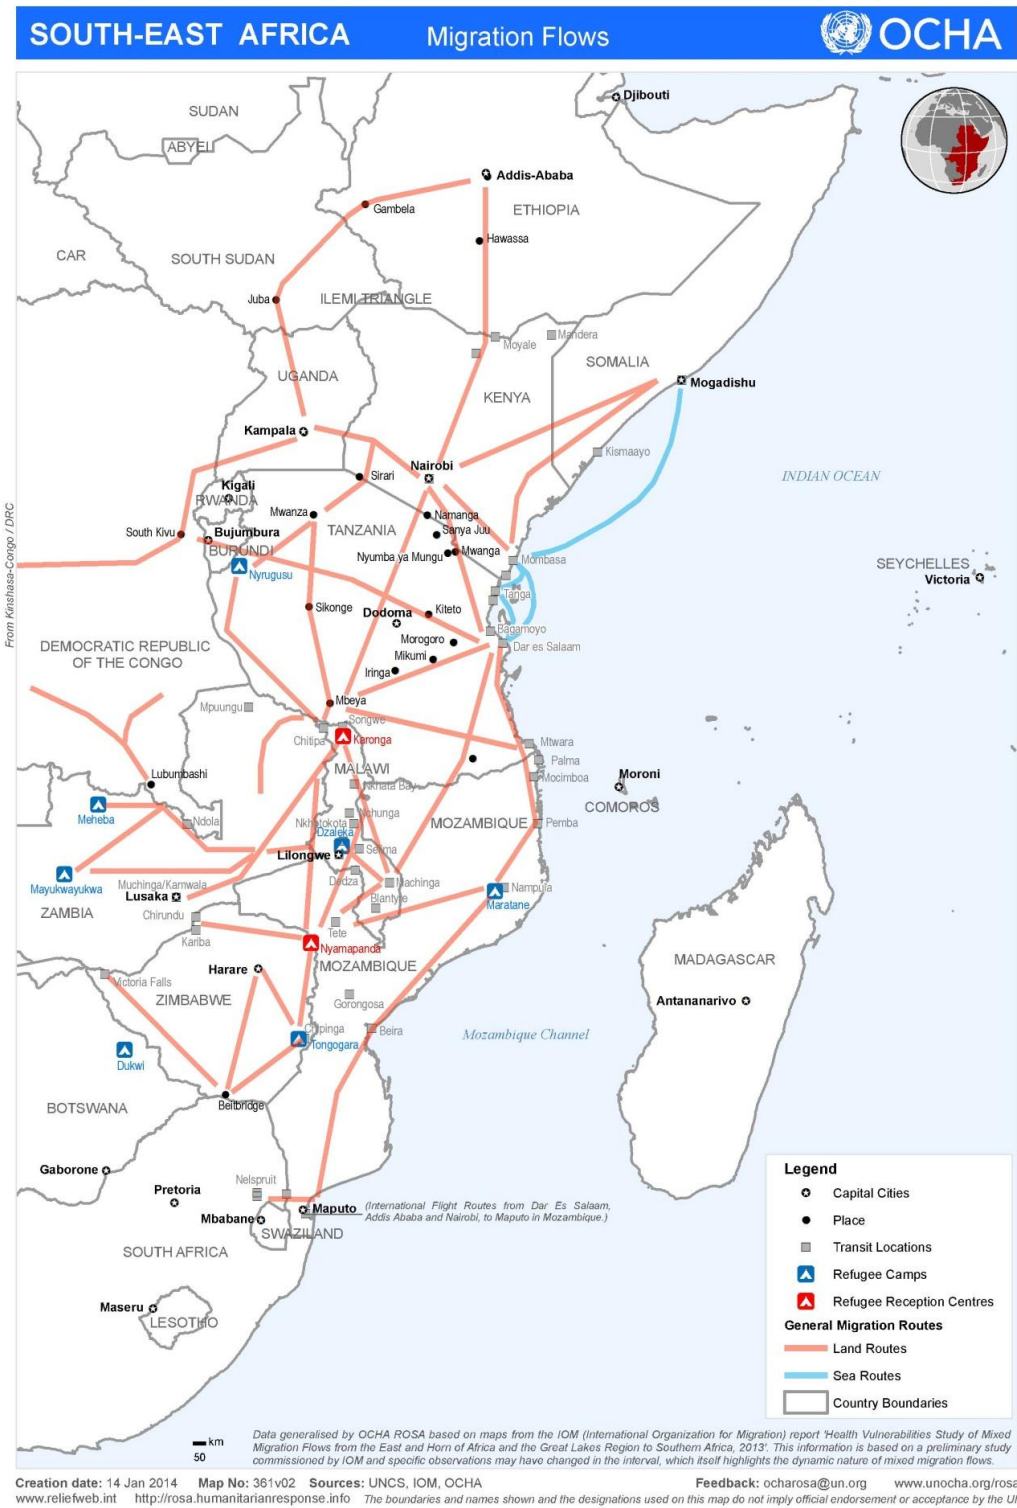 SOUTH-EAST AFRICA
Migration Flows
OCHA
Djibouti
SUDAN
ABYEI
Addis-Ababa
Gambela
ETHIOPIA
Hawassa
CAR
SOUTH SUDAN
Juba
ILEMI TRIANGLE
Moyale
Mandera
SOMALIA
UGANDA
Mogadishu
KENYA
Kampala
Kismaayo
Nairobi
INDIAN OCEAN
Sirari
Kigali
RWANDA
Mwanza
Namanga
TANZANIA
Sanya Juu
South Kivu
Bujumbura
BURUNDI
Nyumba ya Mungu
Mwanga
Mombasa
SEYCHELLES
Victoria
Nyrugusu
Tanga
From Kinshasa-Congo / DRC
Sikonge
Dodoma
Kiteto
Bagamoyo
Morogoro
Dar es Salaam
DEMOCRATIC REPUBLIC
OF THE CONGO
Mikumi
Iringa
Mbeya
Mpuungu
Songwe
Chitipa
Karonga
Mtwara
Palma
MALAWI
Lubumbashi
Mocimboa
Moroni
Nkhata Bay
COMOROS
Meheba
Ndola
Nchunga
Nkhotokota
MOZAMBIQUE
Pemba
Dzaleka
Salima
Lilongwe
Mayukwayukwa
Dedza
Machinga
Muchinga/Kamwala
Nampula
Lusaka
Blantyre
Maratane
ZAMBIA
Chirundu
Tete
Kariba
Nyamapanda
MADAGASCAR
Harare
MOZAMBIQUE
Victoria Falls
ZIMBABWE
Gorongosa
Antananarivo
Chipinga
Beira
Mozambique Channel
Tongogara
Dukwi
Beitbridge
BOTSWANA
Gaborone
Nelspruit
Pretoria
Maputo
(International Flight Routes from Dar Es Salaam,
Addis Ababa and Nairobi, to Maputo in Mozambique.)
Mbabane
SWAZILAND
SOUTH AFRICA
Maseru
LESOTHO
Legend
Capital Cities
Place
Transit Locations
Refugee Camps
Refugee Reception Centres
General Migration Routes
Land Routes
Sea Routes
Country Boundaries
km
50
Data generalised by OCHA ROSA based on maps from the IOM (International Organization for Migration) report 'Health Vulnerabilities Study of Mixed
Migration Flows from the East and Horn of Africa and the Great Lakes Region to Southern Africa, 2013'. This information is based on a preliminary study
commissioned by IOM and specific observations may have changed in the interval, which itself highlights the dynamic nature of mixed migration flows.
Creation date: 14 Jan 2014 Map No: 361v02 Sources: UNCS, IOM, OCHA Feedback: ocharosa@un.org www.unocha.org/rosa
www.reliefweb.int http://rosa.humanitarianresponse.info The boundaries and names shown and the designations used on this map do not imply official endorsement or acceptance by the U